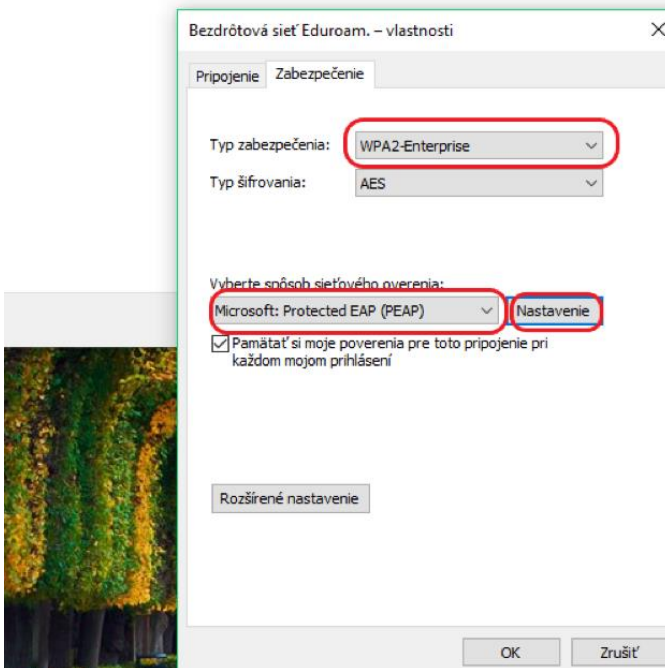 Bezdrôtová sieť Eduroam. – vlastnosti
Pripojenie
Zabezpečenie
Typ zabezpečenia:
WPA2-Enterprise
Typ šifrovania:
AES
Vyberte spôsob sieťového overenia:
Microsoft: Protected EAP (PEAP)
Nastavenie
Pamätať si moje poverenia pre toto pripojenie pri
každom mojom prihlásení
Rozšírené nastavenie
OK
Zrušiť